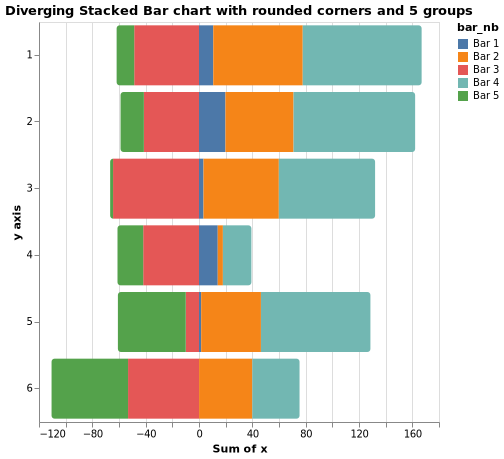 Diverging Stacked Bar chart with rounded corners and 5 groups
bar_nb
Bar 1
Bar 2
Bar 3
Bar 4
Bar 5
y axis
1
2
3
4
5
6
−120 −80 −40 0 40 80 120 160
Sum of x